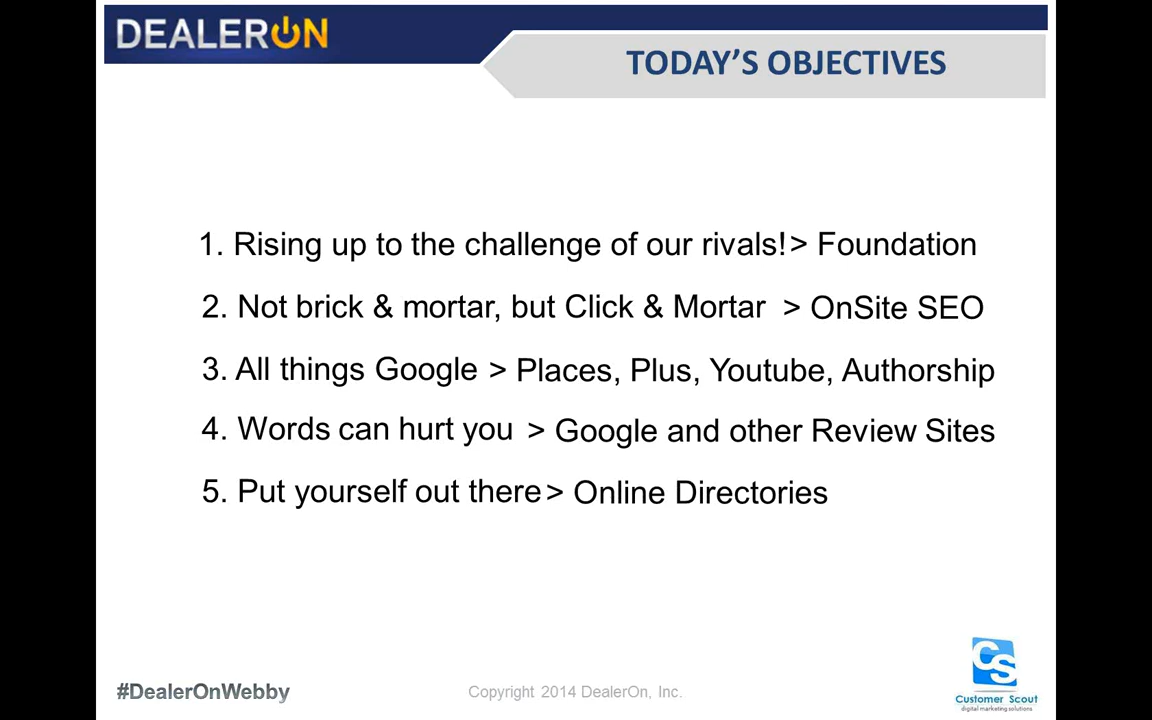 DEALERON
TODAY'S OBJECTIVES
1. Rising up to the challenge of our rivals! > Foundation
2. Not brick & mortar, but Click & Mortar > OnSite SEO
3. All things Google > Places, Plus, Youtube, Authorship
4. Words can hurt you > Google and other Review Sites
5. Put yourself out there > Online Directories
#DealerOnWebby
Copyright 2014 DealerOn, Inc.
CS
Customer Scout
digital marketing solutions